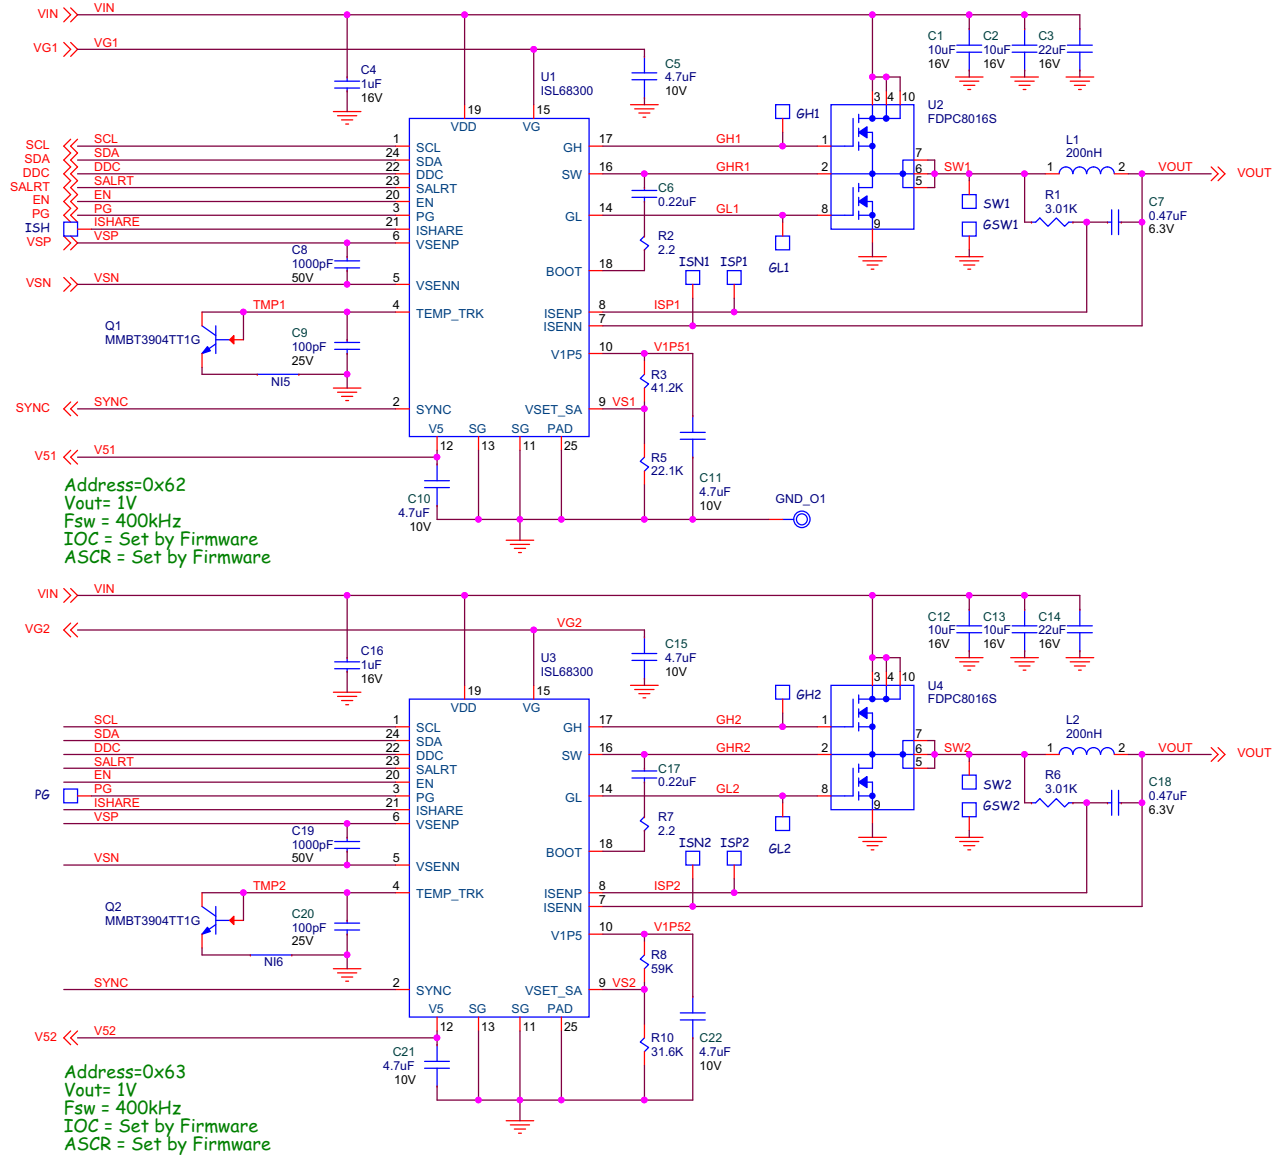 VIN VIN
VG1 VG1
C1 C2 C3
10uF 10uF 22uF
16V 16V 16V
C4
1uF
16V
C5
4.7uF
10V
U1
ISL68300
19 15
VDD VG
3 4 10
U2
FDPC8016S
GH1
SCL SCL 1 SCL
SDA SDA 24 SDA
DDC DDC 22 DDC
SALRT SALRT 23 SALRT
EN EN 20 EN
PG PG 3 PG
ISH ISHARE 21 ISHARE
VSP VSP 6 VSENP
GH 17 GH1 1
SW 16 GHR1 2
GL 14 GL1 8
BOOT 18
7
6
5
9
SW1
L1
200nH
1 2
VOUT VOUT
C6
0.22uF
R2
2.2
GL1
SW1
GSW1
R1
3.01K
C7
0.47uF
6.3V
C8
1000pF
50V
VSN VSN 5 VSENN
ISN1 ISP1
TMP1 4 TEMP_TRK
ISENP 8 ISP1
ISENN 7
Q1
MMBT3904TT1G
C9
100pF
25V
NI5
V1P5 10 V1P51
R3
41.2K
SYNC SYNC 2 SYNC
VSET_SA 9 VS1
V5 SG SG PAD
12 13 11 25
V51 V51
R5
22.1K
C11
4.7uF
10V
C10
4.7uF
10V
GND_O1
Address=0x62
Vout= 1V
Fsw = 400kHz
IOC = Set by Firmware
ASCR = Set by Firmware
VIN VIN
VG2 VG2
C12 C13 C14
10uF 10uF 22uF
16V 16V 16V
C16
1uF
16V
C15
4.7uF
10V
U3
ISL68300
19 15
VDD VG
3 4 10
U4
FDPC8016S
GH2
SCL 1 SCL
SDA 24 SDA
DDC 22 DDC
SALRT 23 SALRT
EN 20 EN
PG PG 3 PG
ISHARE 21 ISHARE
VSP 6 VSENP
GH 17 GH2 1
SW 16 GHR2 2
GL 14 GL2 8
BOOT 18
7
6
5
9
SW2
L2
200nH
1 2
VOUT VOUT
C17
0.22uF
R7
2.2
GL2
SW2
GSW2
R6
3.01K
C18
0.47uF
6.3V
C19
1000pF
50V
VSN 5 VSENN
ISN2 ISP2
TMP2 4 TEMP_TRK
ISENP 8 ISP2
ISENN 7
Q2
MMBT3904TT1G
C20
100pF
25V
NI6
V1P5 10 V1P52
R8
59K
SYNC 2 SYNC
VSET_SA 9 VS2
V5 SG SG PAD
12 13 11 25
V52 V52
R10
31.6K
C22
4.7uF
10V
C21
4.7uF
10V
Address=0x63
Vout= 1V
Fsw = 400kHz
IOC = Set by Firmware
ASCR = Set by Firmware